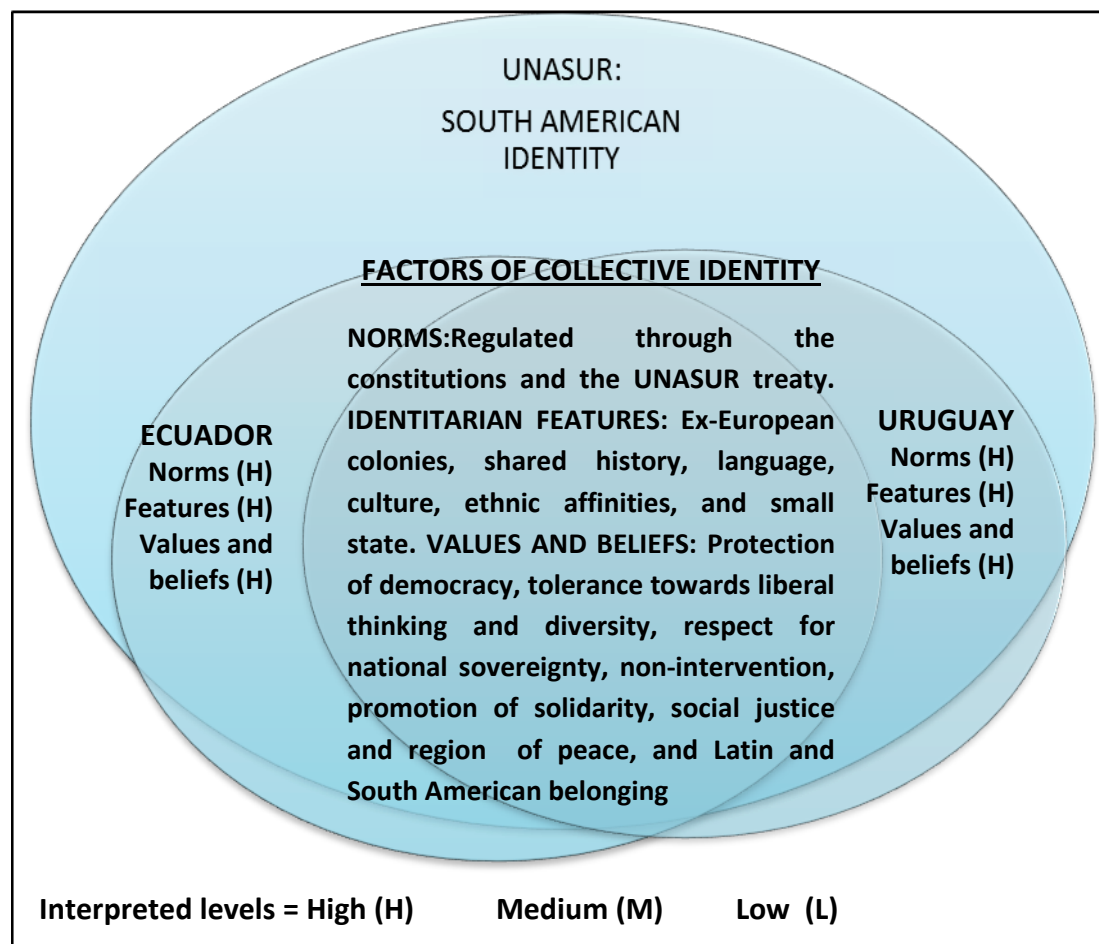 UNASUR:
SOUTH AMERICAN
IDENTITY
FACTORS OF COLLECTIVE IDENTITY
NORMS:Regulated through the
constitutions and the UNASUR treaty.
IDENTITARIAN FEATURES: Ex-European
colonies, shared history, language,
culture, ethnic affinities, and small
state. VALUES AND BELIEFS: Protection
of democracy, tolerance towards liberal
thinking and diversity, respect for
national sovereignty, non-intervention,
promotion of solidarity, social justice
and region of peace, and Latin and
South American belonging
ECUADOR
Norms (H)
Features (H)
Values and
beliefs (H)
URUGUAY
Norms (H)
Features (H)
Values and
beliefs (H)
Interpreted levels = High (H) Medium (M) Low (L)